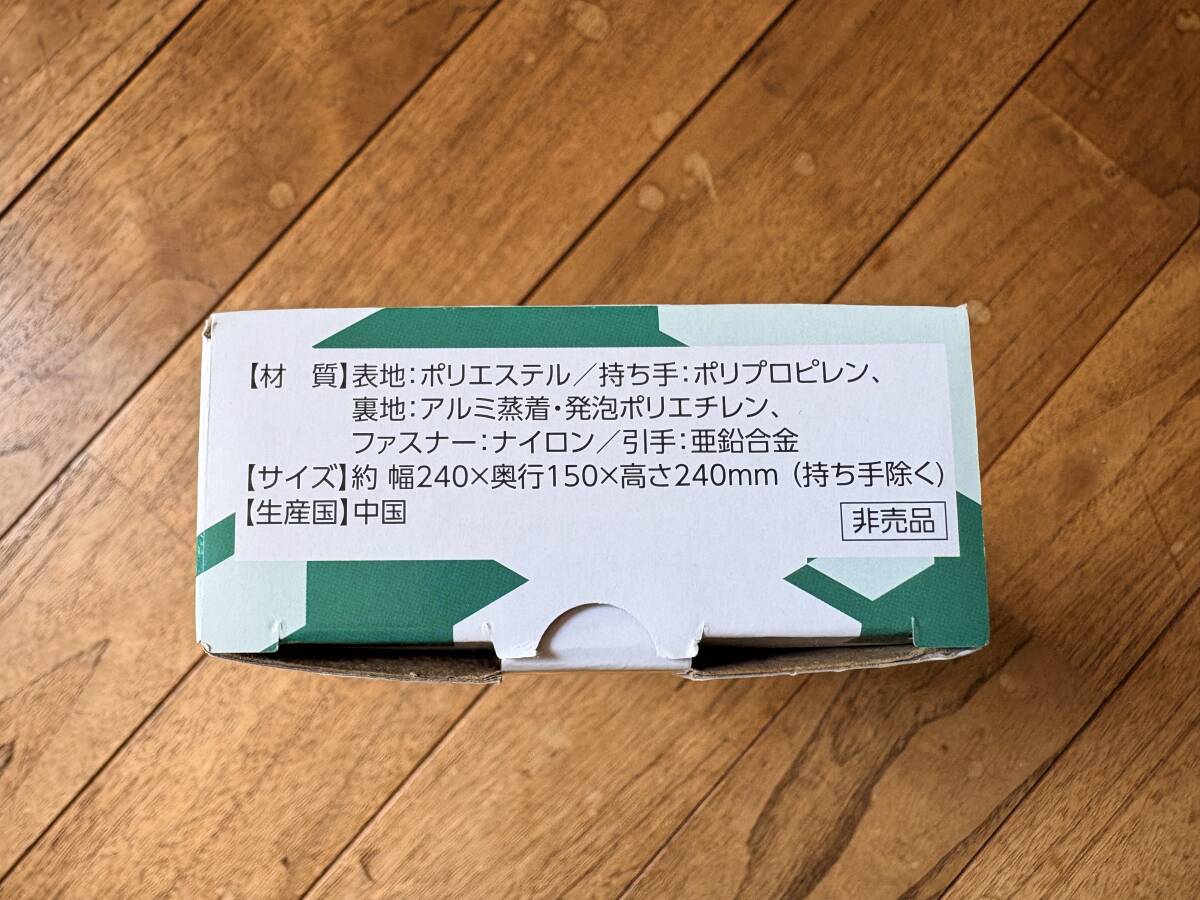 【材　質】表地：ポリエステル／持ち手：ポリプロピレン、
裏地：アルミ蒸着・発泡ポリエチレン、
ファスナー：ナイロン／引手：亜鉛合金
【サイズ】約 幅240×奥行150×高さ240mm（持ち手除く）
【生産国】中国
非売品